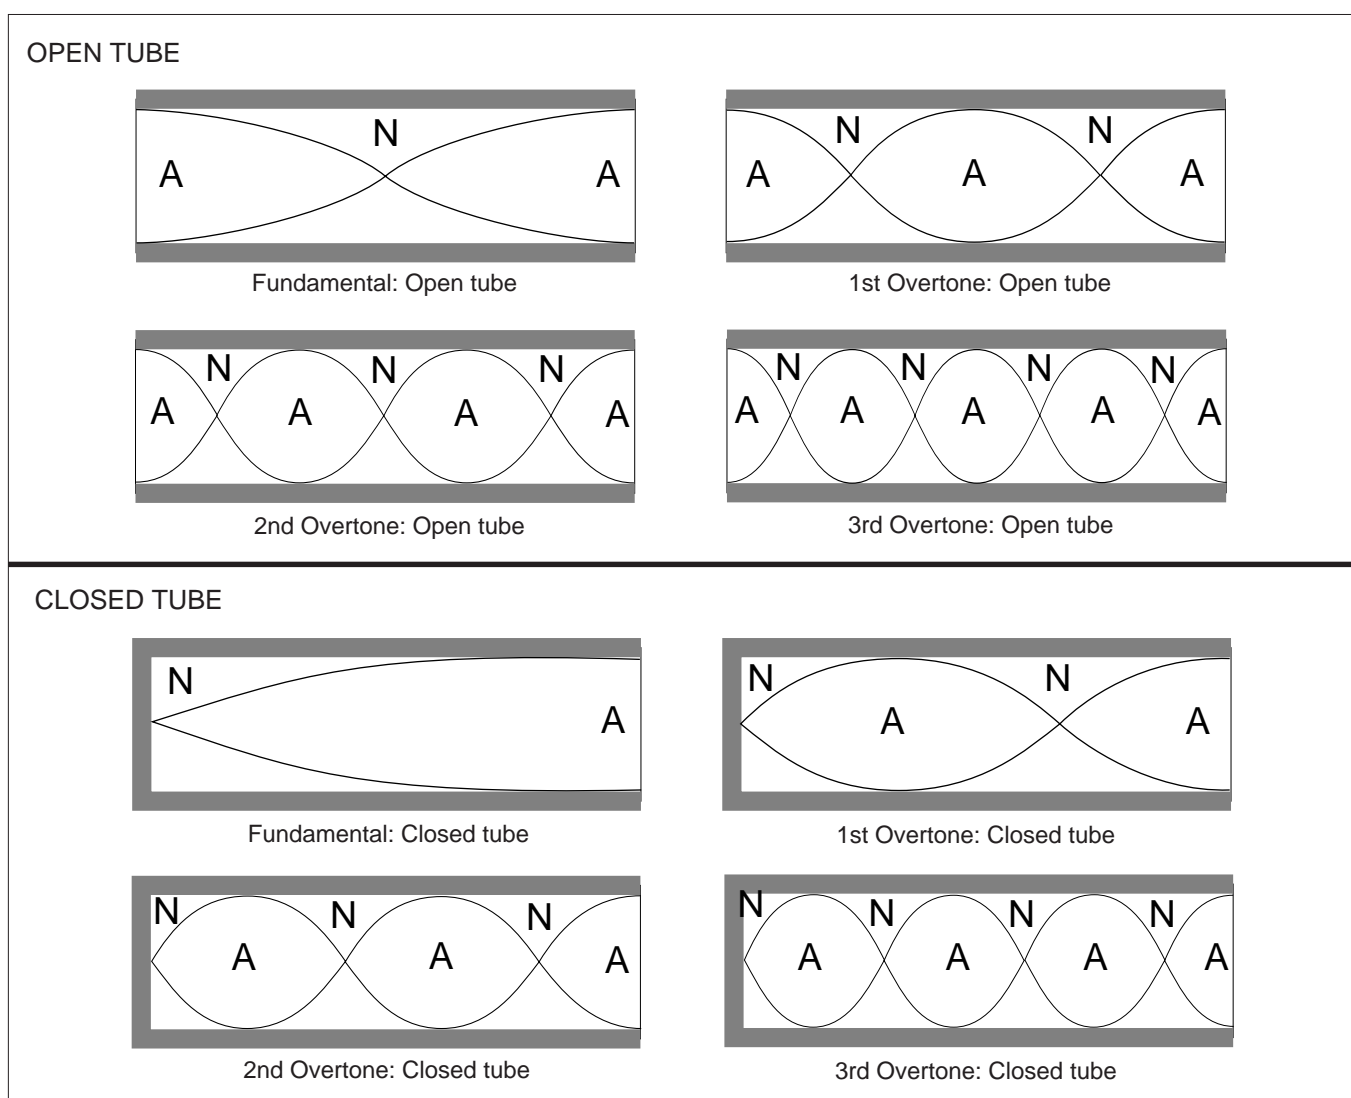 OPEN TUBE
N
A
A
N
N
A
A
A
Fundamental: Open tube
1st Overtone: Open tube
N
N
N
A
A
A
A
N
N
N
N
A
A
A
A
A
2nd Overtone: Open tube
3rd Overtone: Open tube
CLOSED TUBE
N
A
N
N
A
A
Fundamental: Closed tube
1st Overtone: Closed tube
N
N
N
A
A
A
N
N
N
N
A
A
A
A
2nd Overtone: Closed tube
3rd Overtone: Closed tube